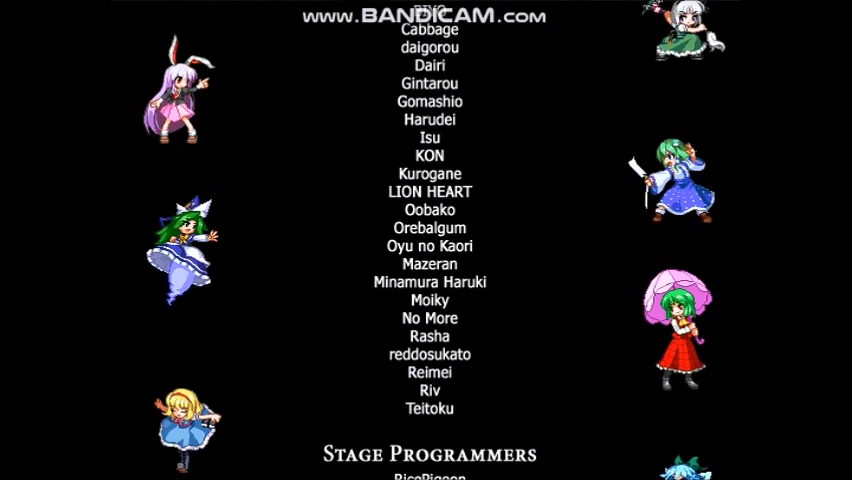 www.BANDICAM.com
Cabbage
daigorou
Dairi
Gintarou
Gomashio
Harudei
Isu
KON
Kurogane
LION HEART
Oobako
Orebalgum
Oyu no Kaori
Mazeran
Minamura Haruki
Moiky
No More
Rasha
reddosukato
Reimei
Riv
Teitoku
STAGE PROGRAMMERS
RicePigeon